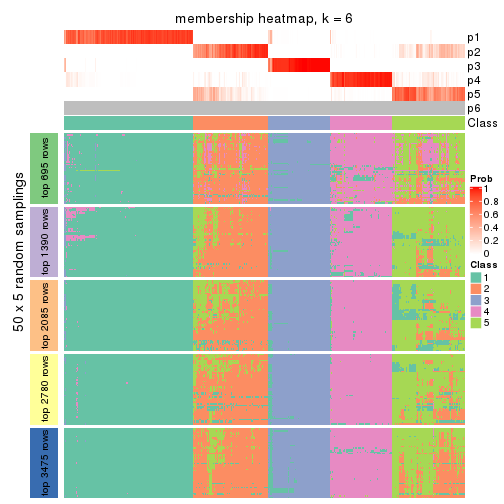 membership heatmap, k = 6
p1
p2
p3
p4
p5
p6
Class
50 x 5 random samplings
top 695 rows
top 1390 rows
top 2085 rows
top 2780 rows
top 3475 rows
Prob
1
0.8
0.6
0.4
0.2
0
Class
1
2
3
4
5